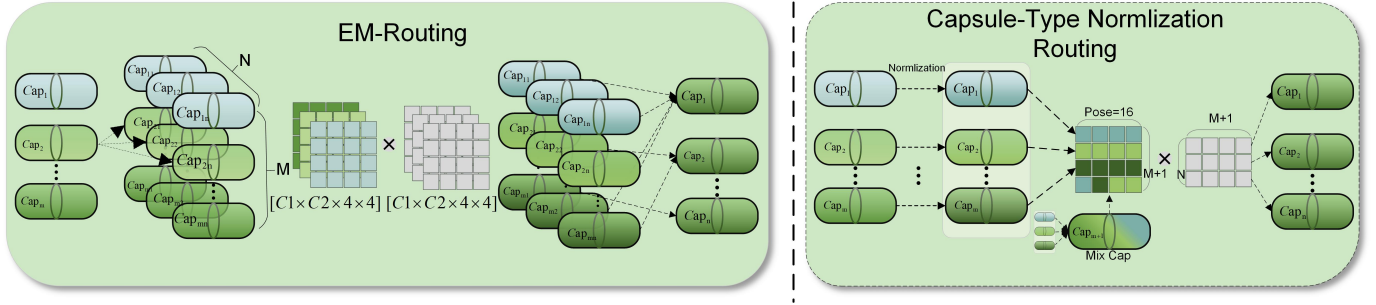 EM-Routing
N
Cap₁
Cap₂
Capₘ
Cap₁₁
Cap₁₂
Cap₁ₙ
Cap₂₂
Cap₂ₙ
Capₘₙ
M
×
[C1×C2×4×4] [C1×C2×4×4]
Cap₁₁
Cap₁₂
Cap₁ₙ
Cap₂₂
Cap₂ₙ
Capₘ₁
Capₘ₂
Capₘₙ
Cap₁
Cap₂
Capₙ
Capsule-Type Normlization
Routing
Normlization
Cap₁
Cap₂
Capₘ
Cap₁
Cap₂
Capₘ
Pose=16
M+1
×
M+1
N
Capₘ₊₁
Mix Cap
Cap₁
Cap₂
Capₙ